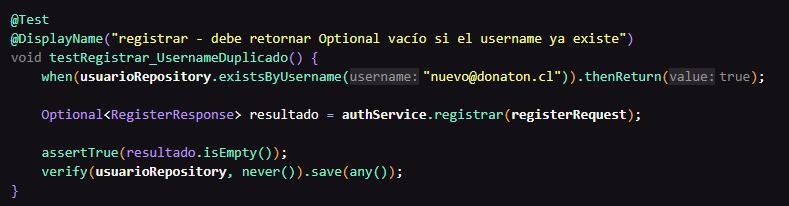 @Test
@DisplayName("registrar - debe retornar Optional vacío si el username ya existe")
void testRegistrar_UsernameDuplicado() {
    when(usuarioRepository.existsByUsername( username: "nuevo@donaton.cl")).thenReturn( value: true);

    Optional<RegisterResponse> resultado = authService.registrar(registerRequest);

    assertTrue(resultado.isEmpty());
    verify(usuarioRepository, never()).save(any());
}